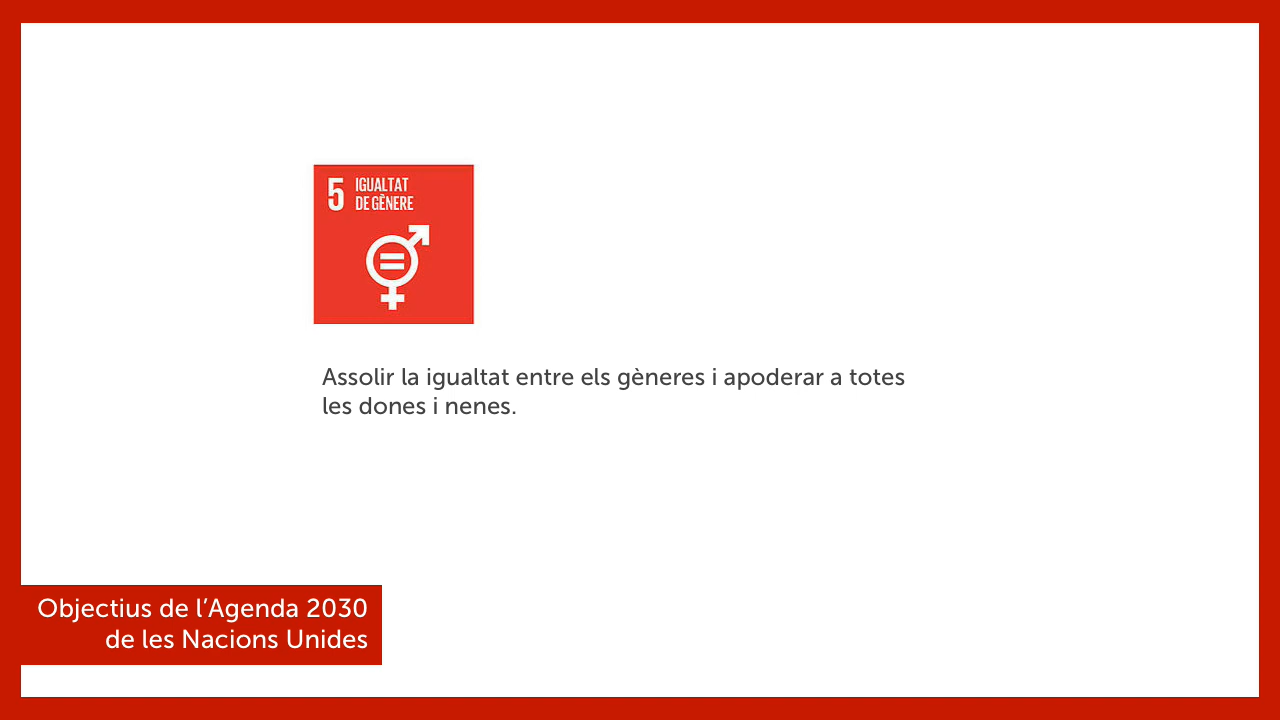 5 IGUALTAT
DE GÈNERE
Assolir la igualtat entre els gèneres i apoderar a totes
les dones i nenes.
Objectius de l’Agenda 2030
de les Nacions Unides